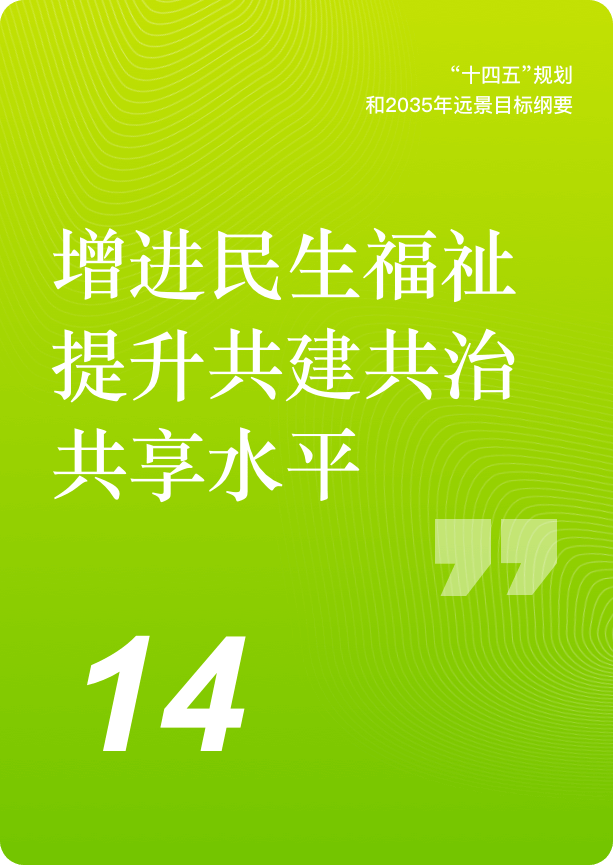 “十四五”规划
和2035年远景目标纲要
增进民生福祉
提升共建共治
共享水平
”
14